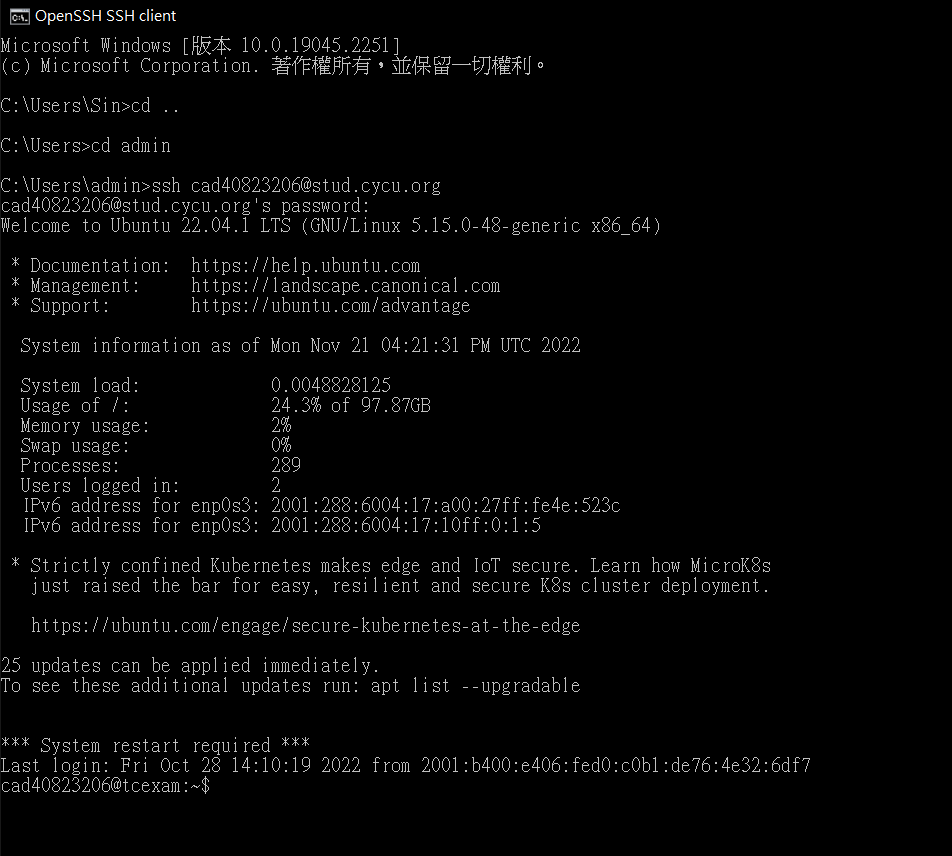 OpenSSH SSH client
Microsoft Windows [版本 10.0.19045.2251]
(c) Microsoft Corporation. 著作權所有，並保留一切權利。
C:\Users\Sin>cd ..
C:\Users>cd admin
C:\Users\admin>ssh cad40823206@stud.cycu.org
cad40823206@stud.cycu.org's password:
Welcome to Ubuntu 22.04.1 LTS (GNU/Linux 5.15.0-48-generic x86_64)
* Documentation:  https://help.ubuntu.com
* Management:     https://landscape.canonical.com
* Support:        https://ubuntu.com/advantage
System information as of Mon Nov 21 04:21:31 PM UTC 2022
System load:             0.0048828125
Usage of /:              24.3% of 97.87GB
Memory usage:            2%
Swap usage:              0%
Processes:               289
Users logged in:         2
IPv6 address for enp0s3: 2001:288:6004:17:a00:27ff:fe4e:523c
IPv6 address for enp0s3: 2001:288:6004:17:10ff:0:1:5
* Strictly confined Kubernetes makes edge and IoT secure. Learn how MicroK8s
just raised the bar for easy, resilient and secure K8s cluster deployment.
https://ubuntu.com/engage/secure-kubernetes-at-the-edge
25 updates can be applied immediately.
To see these additional updates run: apt list --upgradable
*** System restart required ***
Last login: Fri Oct 28 14:10:19 2022 from 2001:b400:e406:fed0:c0b1:de76:4e32:6df7
cad40823206@tcexam:~$